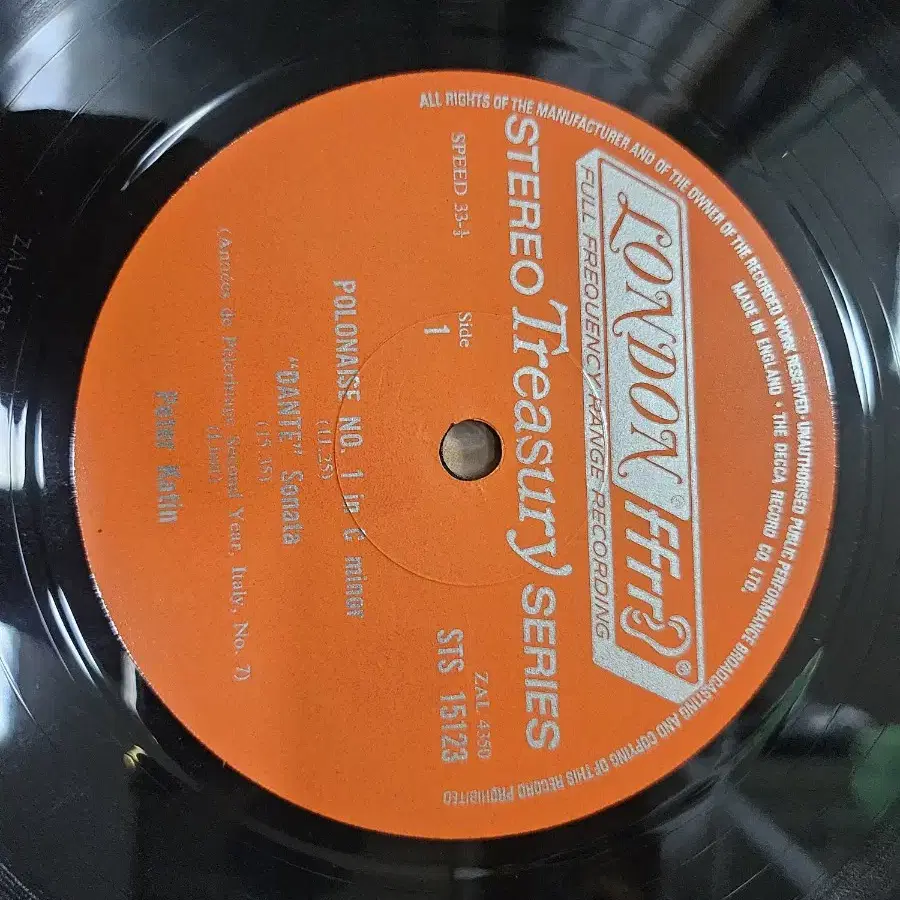 ALL RIGHTS OF THE MANUFACTURER AND OF THE OWNER OF THE RECORDED WORK RESERVED · UNAUTHORISED PUBLIC PERFORMANCE BROADCASTING AND COPYING OF THIS RECORD PROHIBITED
MADE IN ENGLAND · THE DECCA RECORD CO. LTD.
LONDON ® ffrr ®
FULL FREQUENCY RANGE RECORDING
STEREO Treasury SERIES
SPEED 33⅓
Side
1
ZAL 4350
STS 15123
POLONAISE NO. 1 in C minor
(11.25)
"DANTE" Sonata
(15.35)
(Années de Pèlerinage Second Year, Italy, No. 7)
(Liszt)
Peter Katin